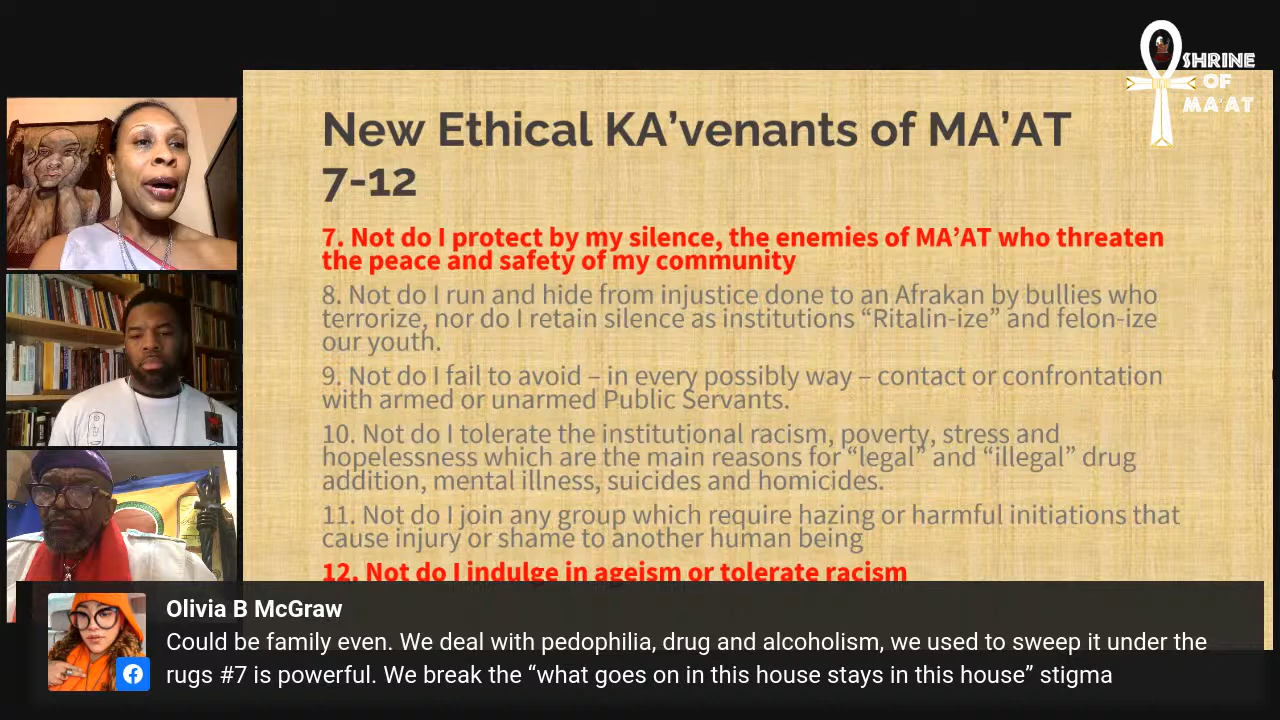 SHRINE
OF
MA'AT
New Ethical KA’venants of MA’AT
7-12
7. Not do I protect by my silence, the enemies of MA’AT who threaten
the peace and safety of my community
8. Not do I run and hide from injustice done to an Afrakan by bullies who
terrorize, nor do I retain silence as institutions “Ritalin-ize” and felon-ize
our youth.
9. Not do I fail to avoid – in every possibly way – contact or confrontation
with armed or unarmed Public Servants.
10. Not do I tolerate the institutional racism, poverty, stress and
hopelessness which are the main reasons for “legal” and “illegal” drug
addition, mental illness, suicides and homicides.
11. Not do I join any group which require hazing or harmful initiations that
cause injury or shame to another human being
12. Not do I indulge in ageism or tolerate racism
Olivia B McGraw
Could be family even. We deal with pedophilia, drug and alcoholism, we used to sweep it under the
rugs #7 is powerful. We break the “what goes on in this house stays in this house” stigma